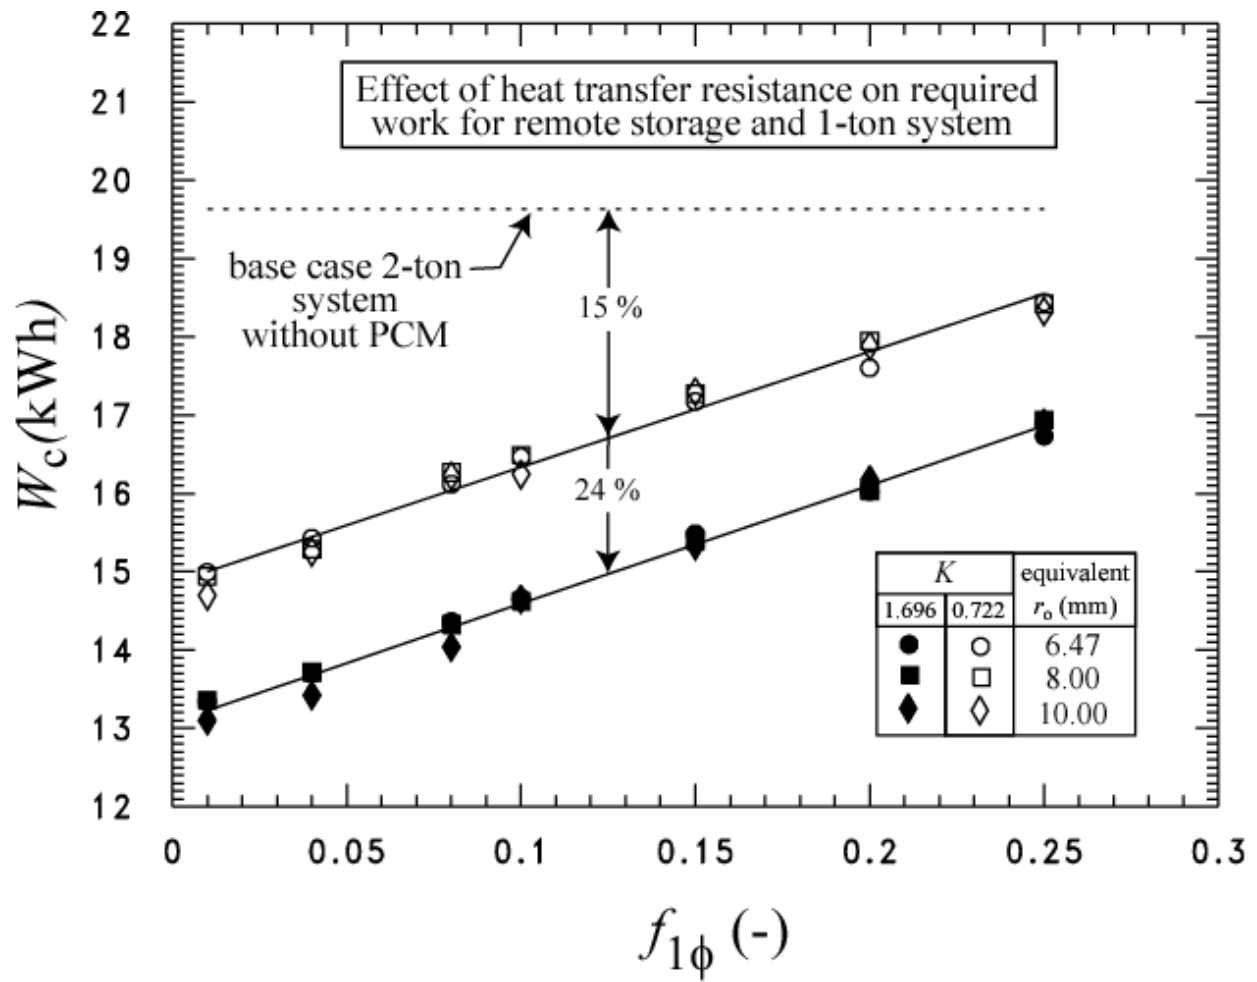 22
21
20
19
18
17
16
15
14
13
12
W_c(kWh)
Effect of heat transfer resistance on required
work for remote storage and 1-ton system
base case 2-ton
system
without PCM
15 %
24 %
K
equivalent
r_o (mm)
1.696 0.722
6.47
8.00
10.00
0 0.05 0.1 0.15 0.2 0.25 0.3
f_1ϕ (-)